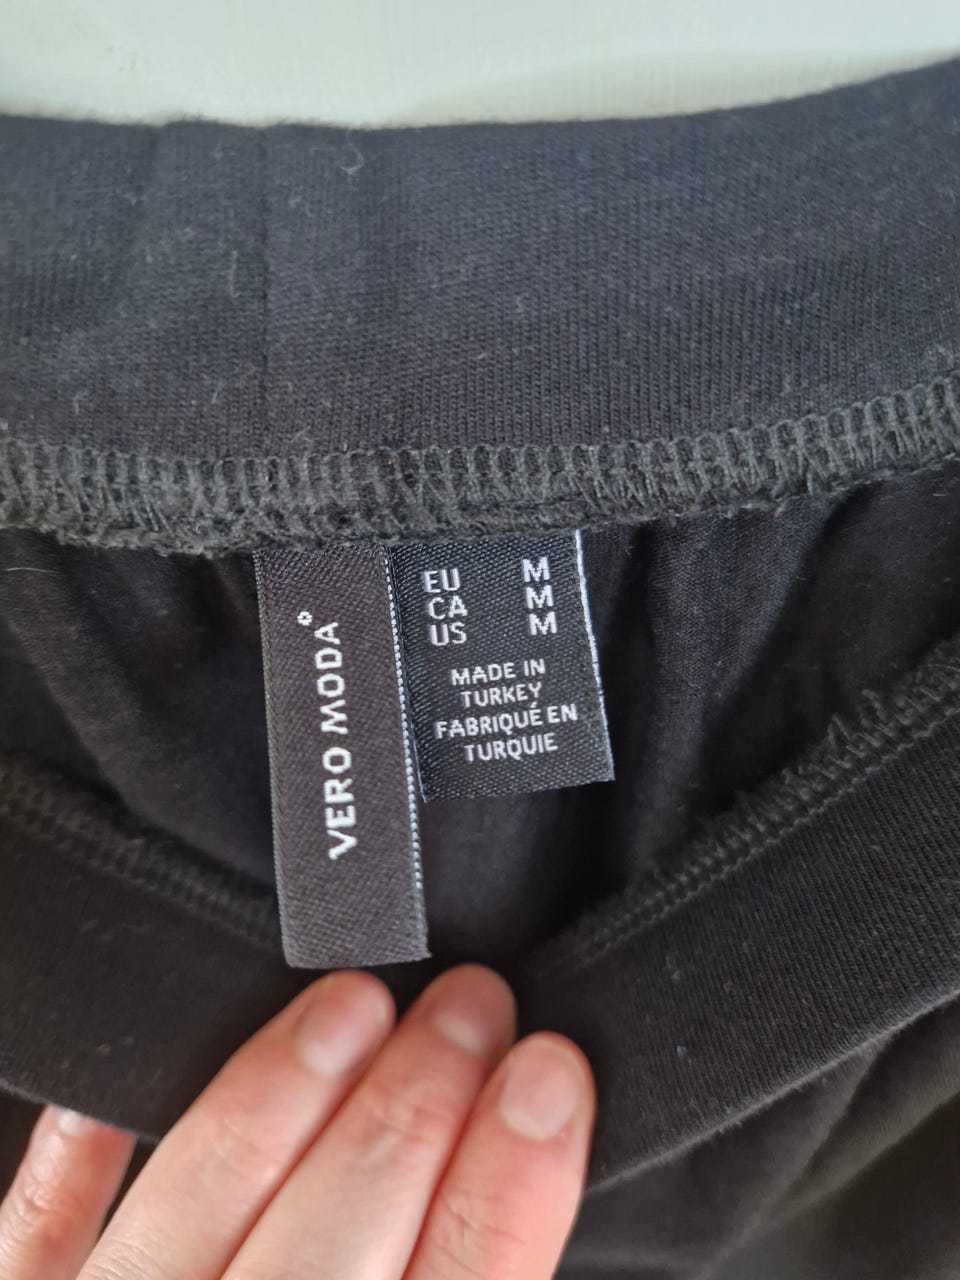 VERO MODA°
EU M
CA M
US M
MADE IN
TURKEY
FABRIQUÉ EN
TURQUIE